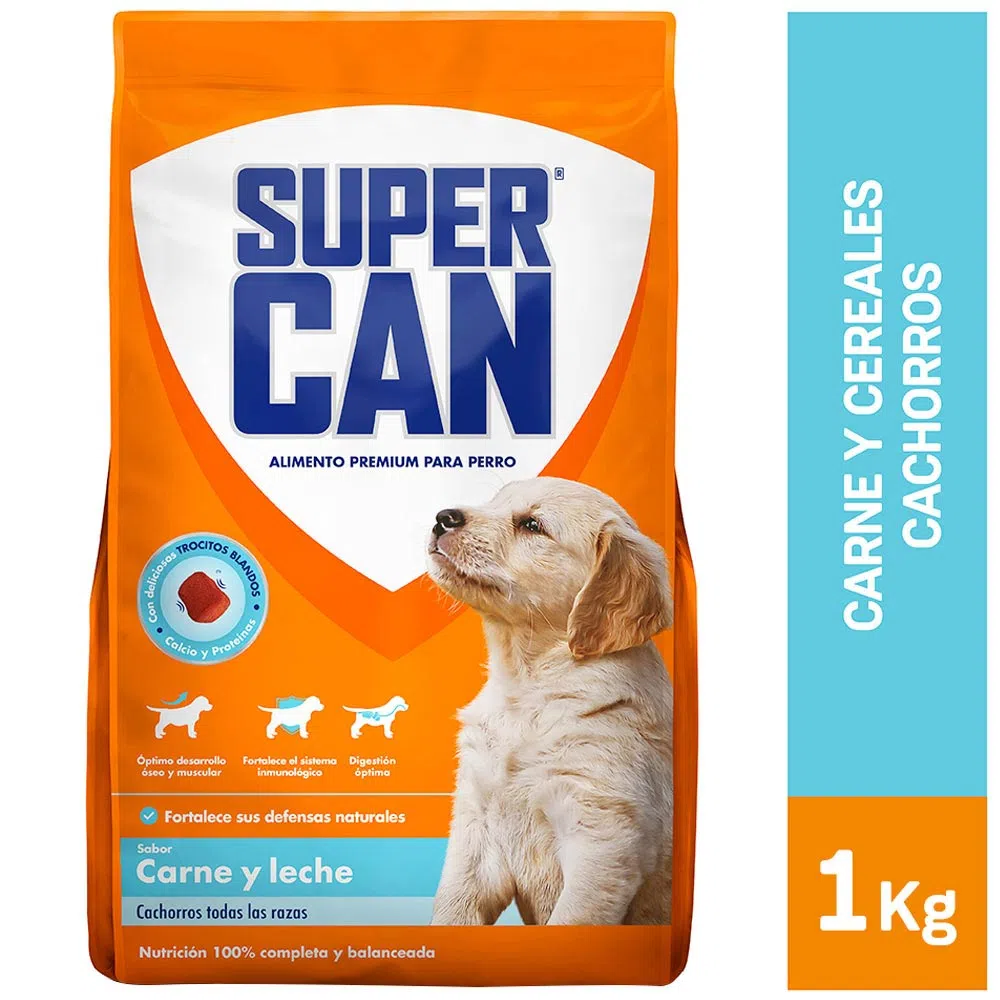 SUPER®
CAN
ALIMENTO PREMIUM PARA PERRO
Con deliciosos TROCITOS BLANDOS
Calcio y Proteínas
Óptimo desarrollo
óseo y muscular
Fortalece el sistema
inmunológico
Digestión
óptima
Fortalece sus defensas naturales
Sabor
Carne y leche
Cachorros todas las razas
Nutrición 100% completa y balanceada
CARNE Y CEREALES
CACHORROS
1Kg